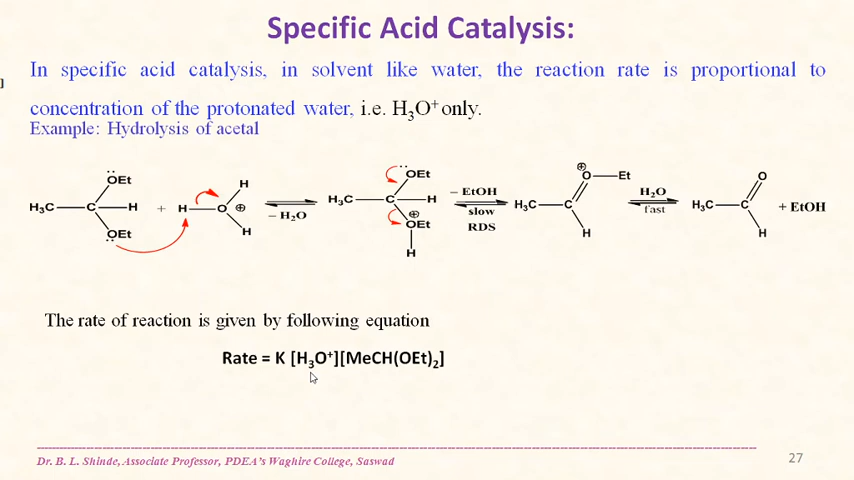 Specific Acid Catalysis:
]
In specific acid catalysis, in solvent like water, the reaction rate is proportional to
concentration of the protonated water, i.e. H₃O⁺ only.
Example: Hydrolysis of acetal
ÖEt
H₃C C H
OEt
+ H O ⊕ H
H
− H₂O
ÖEt
H₃C C H
⊕
OEt
H
− EtOH
slow
RDS
⊕
O Et
H₃C C
H
H₂O
fast
O
H₃C C
H
+ EtOH
The rate of reaction is given by following equation
Rate = K [H₃O⁺][MeCH(OEt)₂]
Dr. B. L. Shinde, Associate Professor, PDEA's Waghire College, Saswad
27